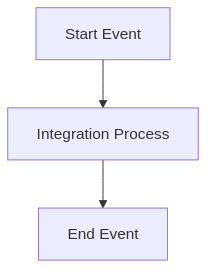 Start Event
Integration Process
End Event